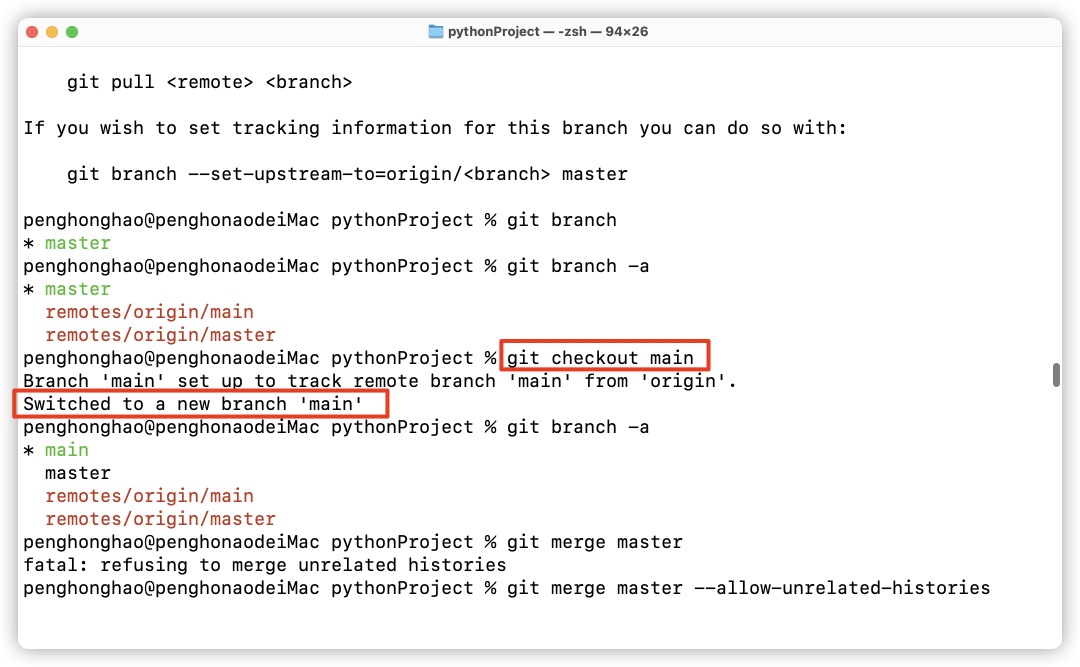 pythonProject — -zsh — 94×26
git pull <remote> <branch>
If you wish to set tracking information for this branch you can do so with:
git branch --set-upstream-to=origin/<branch> master
penghonghao@penghonaodeiMac pythonProject % git branch
* master
penghonghao@penghonaodeiMac pythonProject % git branch -a
* master
remotes/origin/main
remotes/origin/master
penghonghao@penghonaodeiMac pythonProject % git checkout main
Branch 'main' set up to track remote branch 'main' from 'origin'.
Switched to a new branch 'main'
penghonghao@penghonaodeiMac pythonProject % git branch -a
* main
master
remotes/origin/main
remotes/origin/master
penghonghao@penghonaodeiMac pythonProject % git merge master
fatal: refusing to merge unrelated histories
penghonghao@penghonaodeiMac pythonProject % git merge master --allow-unrelated-histories